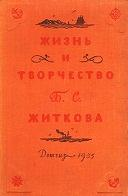 ЖИЗНЬ
И
ТВОРЧЕСТВО
Б. С.
ЖИТКОВА
Детгиз 1955